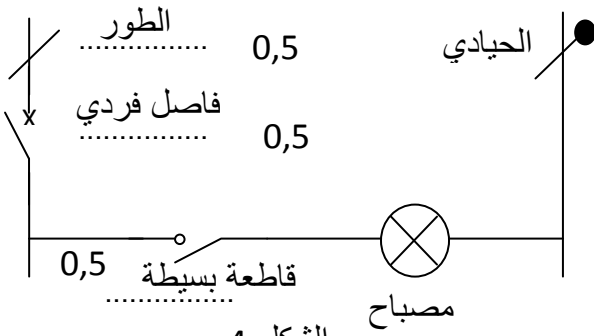 الطور
0,5
الحيادي
x
فاصل فردي
0,5
0,5
قاطعة بسيطة
مصباح